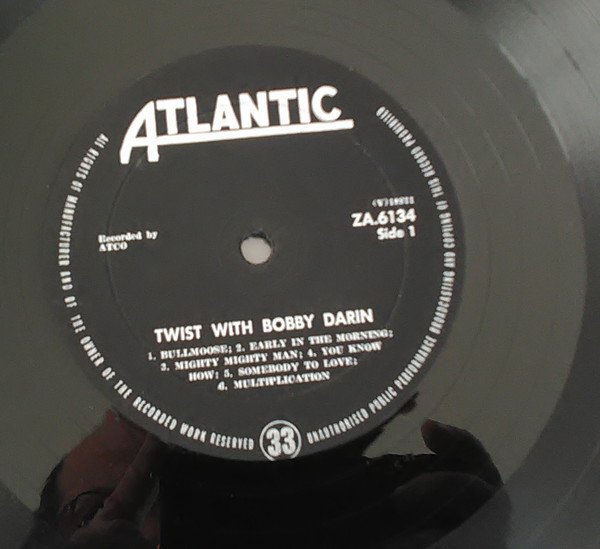 ATLANTIC
ZA.6134
Side 1
Recorded by
ATCO
TWIST WITH BOBBY DARIN
1. BULLMOOSE; 2. EARLY IN THE MORNING;
3. MIGHTY MIGHTY MAN; 4. YOU KNOW
HOW; 5. SOMEBODY TO LOVE;
6. MULTIPLICATION
33
ALL RIGHTS OF MANUFACTURER AND OF THE OWNER OF THE RECORDED WORK RESERVED
UNAUTHORISED PUBLIC PERFORMANCE BROADCASTING AND COPYING OF THIS RECORD PROHIBITED